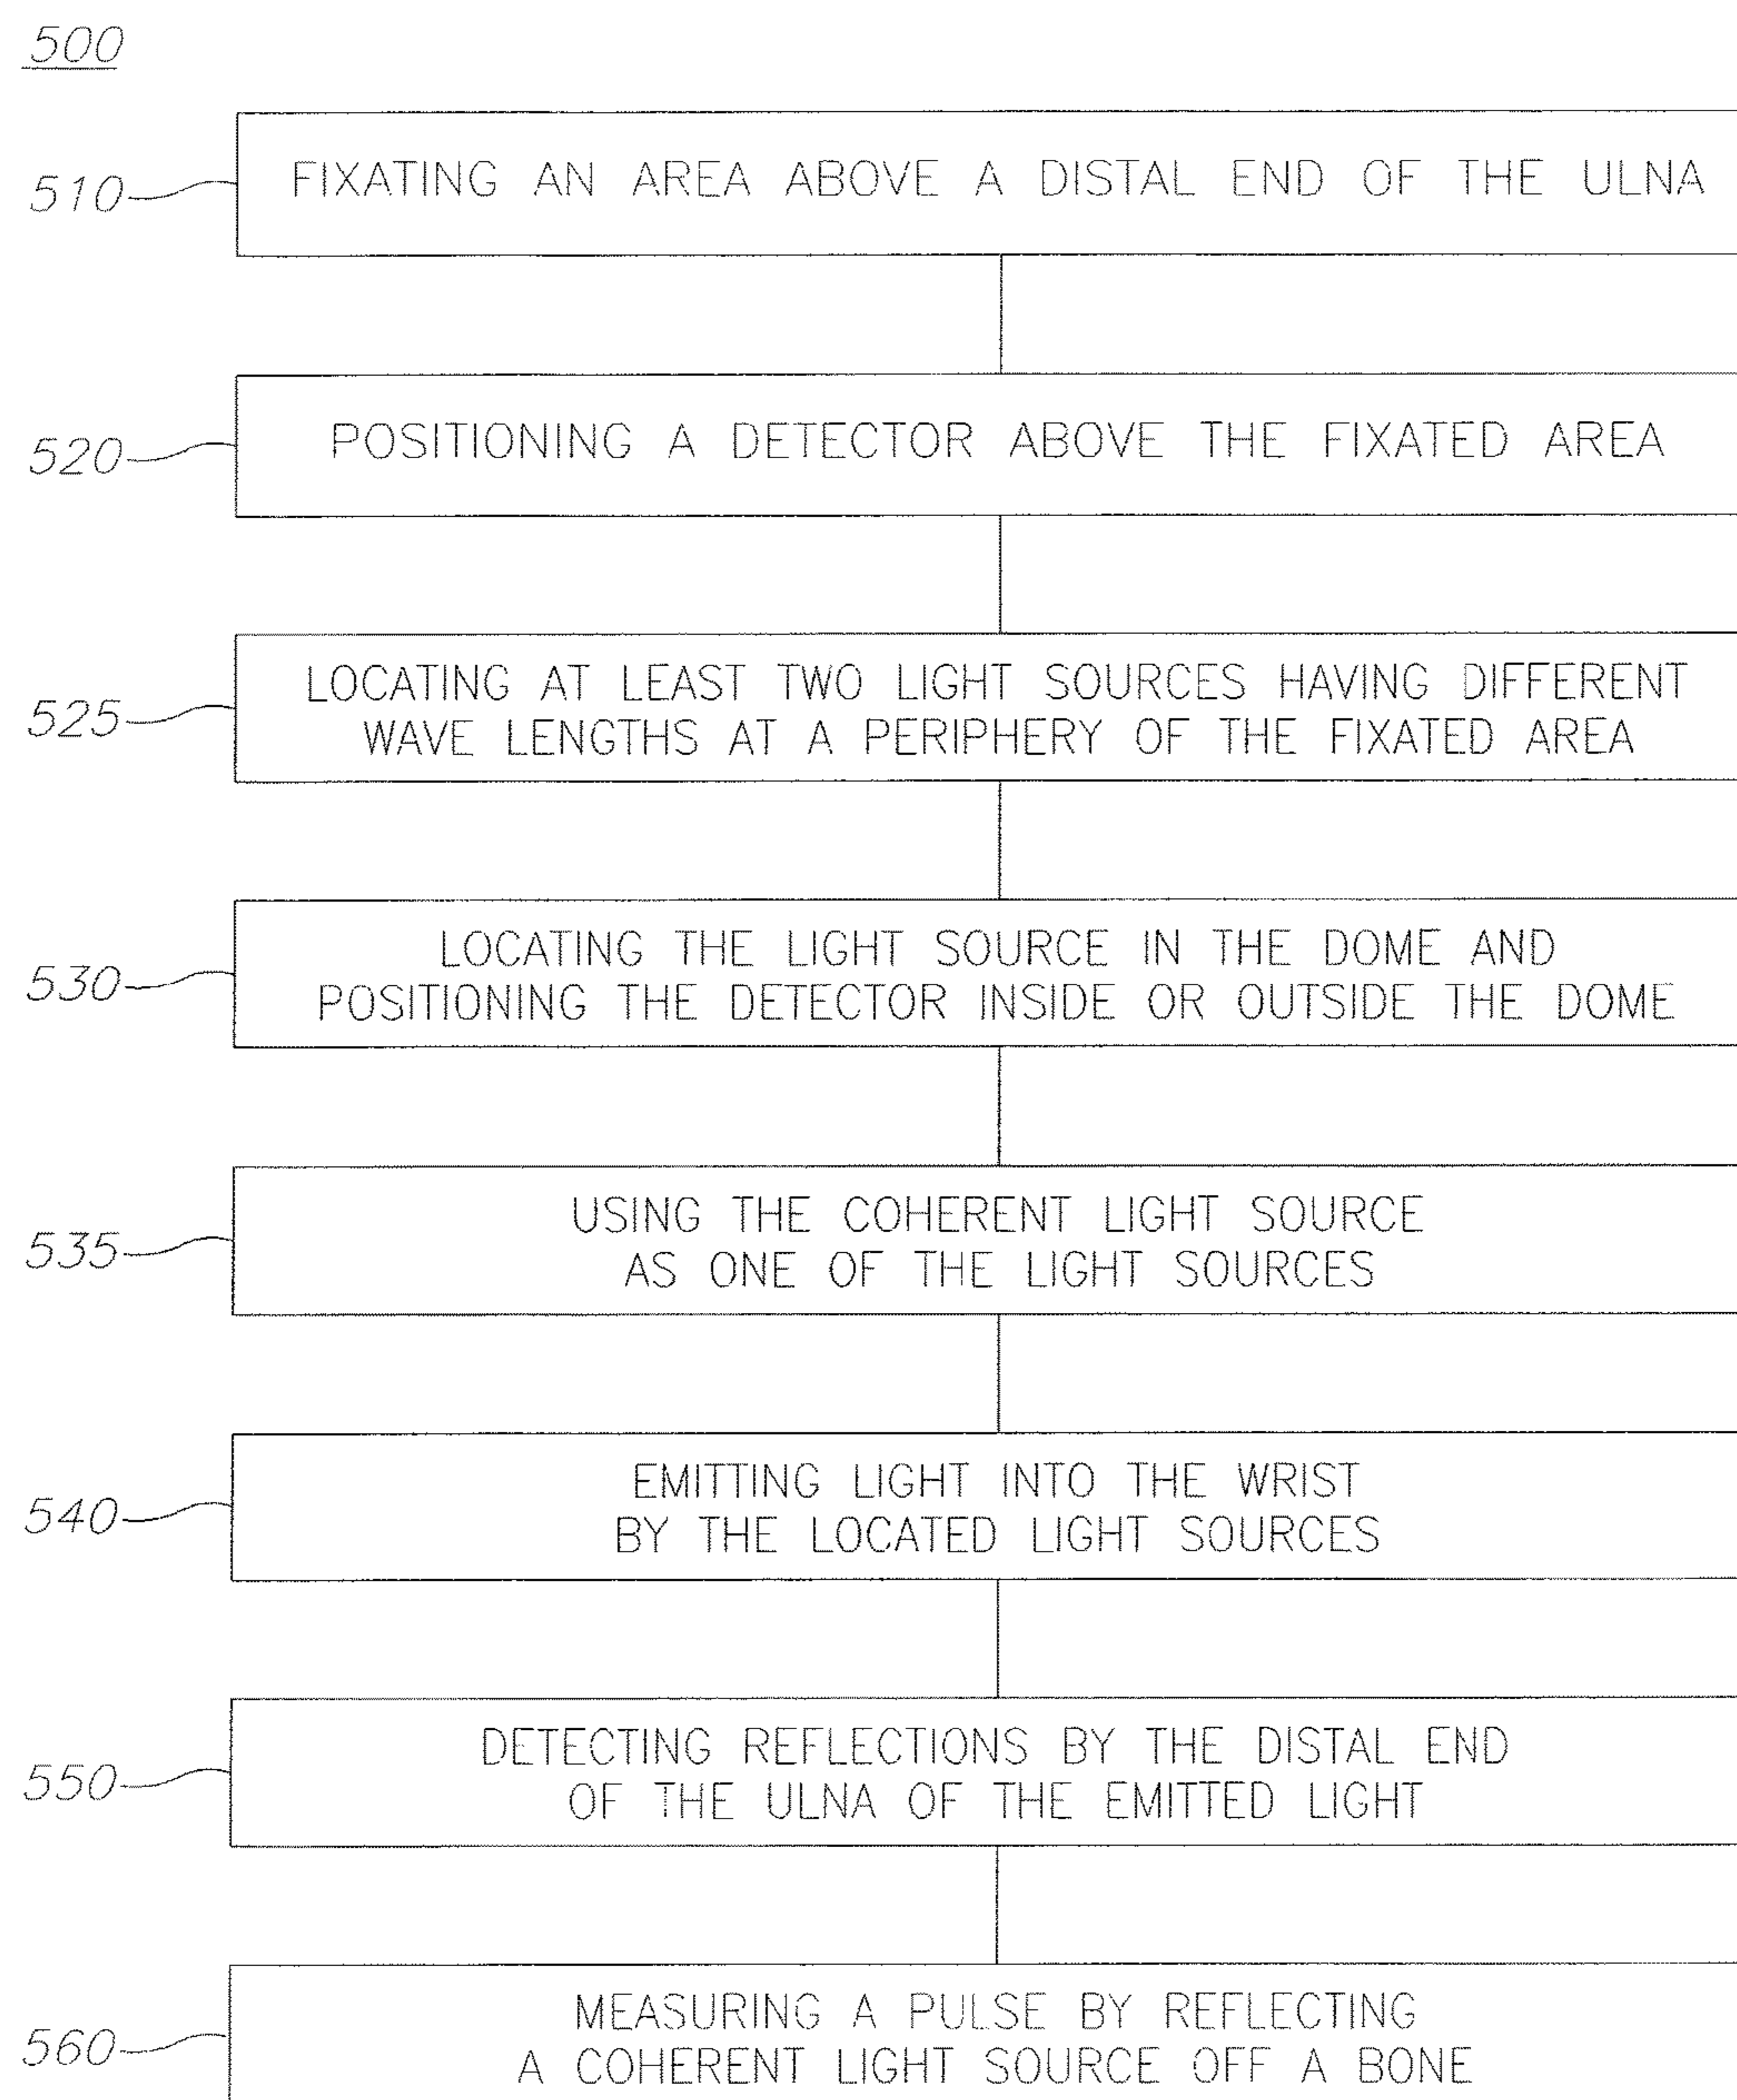 500
510
FIXATING AN AREA ABOVE A DISTAL END OF THE ULNA
520
POSITIONING A DETECTOR ABOVE THE FIXATED AREA
525
LOCATING AT LEAST TWO LIGHT SOURCES HAVING DIFFERENT
WAVE LENGTHS AT A PERIPHERY OF THE FIXATED AREA
530
LOCATING THE LIGHT SOURCE IN THE DOME AND
POSITIONING THE DETECTOR INSIDE OR OUTSIDE THE DOME
535
USING THE COHERENT LIGHT SOURCE
AS ONE OF THE LIGHT SOURCES
540
EMITTING LIGHT INTO THE WRIST
BY THE LOCATED LIGHT SOURCES
550
DETECTING REFLECTIONS BY THE DISTAL END
OF THE ULNA OF THE EMITTED LIGHT
560
MEASURING A PULSE BY REFLECTING
A COHERENT LIGHT SOURCE OFF A BONE